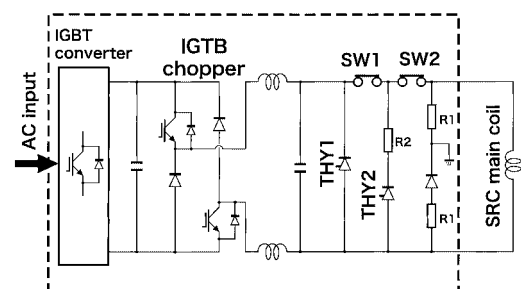 IGBT
converter
IGTB
chopper
SW1 SW2
AC input
R1
R2
THY1
THY2
R1
SRC main coil